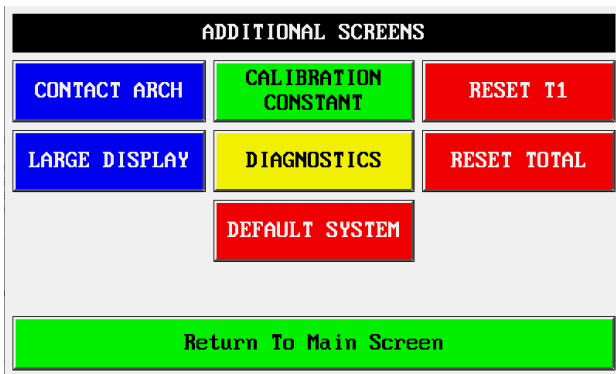 ADDITIONAL SCREENS
CONTACT ARCH
CALIBRATION
CONSTANT
RESET T1
LARGE DISPLAY
DIAGNOSTICS
RESET TOTAL
DEFAULT SYSTEM
Return To Main Screen